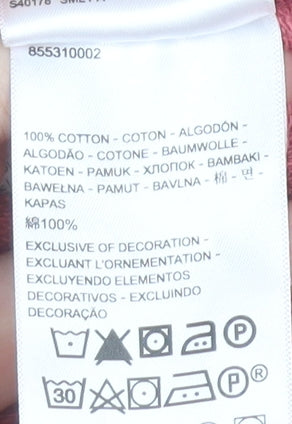 855310002
100% COTTON - COTON - ALGODÓN -
ALGODÃO - COTONE - BAUMWOLLE -
KATOEN - PAMUK - ΧΛΟΠΟΚ - BAMBAKI -
BAWEŁNA - PAMUT - BAVLNA - 棉 - 면 -
KAPAS
綿100%
EXCLUSIVE OF DECORATION -
EXCLUANT L'ORNEMENTATION -
EXCLUYENDO ELEMENTOS
DECORATIVOS - EXCLUINDO
DECORAÇÃO
P
30 P ®